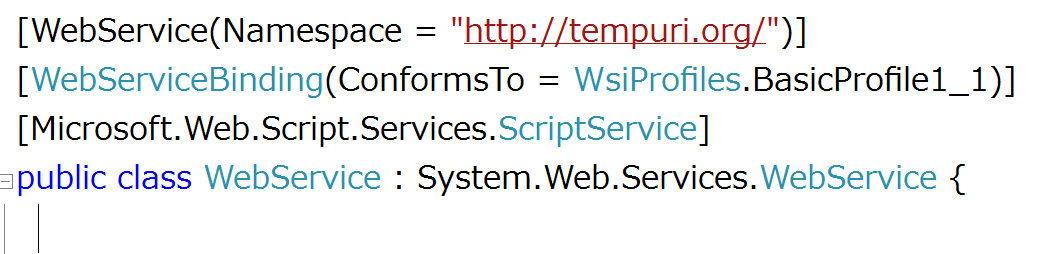 [WebService(Namespace = "http://tempuri.org/")]
[WebServiceBinding(ConformsTo = WsiProfiles.BasicProfile1_1)]
[Microsoft.Web.Script.Services.ScriptService]
public class WebService : System.Web.Services.WebService {